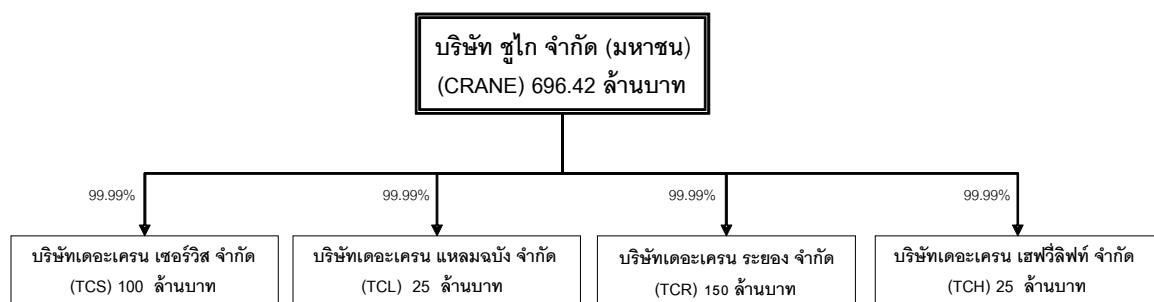 บริษัท ชูไก จำกัด (มหาชน)
(CRANE) 696.42 ล้านบาท
99.99%
99.99%
99.99%
99.99%
บริษัทเดอะเครน เซอร์วิส จำกัด
(TCS) 100 ล้านบาท
บริษัทเดอะเครน แหลมฉบัง จำกัด
(TCL) 25 ล้านบาท
บริษัทเดอะเครน ระยอง จำกัด
(TCR) 150 ล้านบาท
บริษัทเดอะเครน เฮฟวี่ลิฟท์ จำกัด
(TCH) 25 ล้านบาท